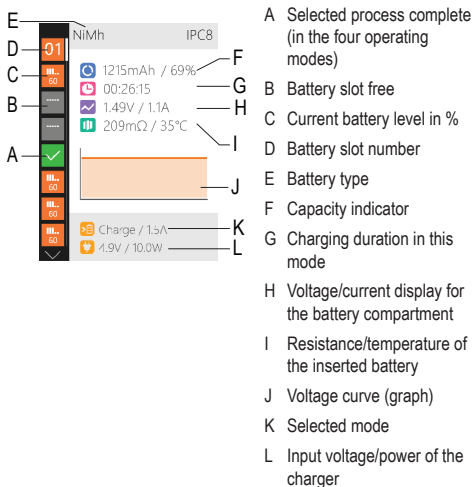 E
NiMh IPC8
D
01
C
60
B
A
60
60
60
1215mAh / 69%
00:26:15
1.49V / 1.1A
209mΩ / 35°C
F
G
H
I
J
Charge / 1.5A
4.9V / 10.0W
K
L
A Selected process complete
(in the four operating
modes)
B Battery slot free
C Current battery level in %
D Battery slot number
E Battery type
F Capacity indicator
G Charging duration in this
mode
H Voltage/current display for
the battery compartment
I Resistance/temperature of
the inserted battery
J Voltage curve (graph)
K Selected mode
L Input voltage/power of the
charger